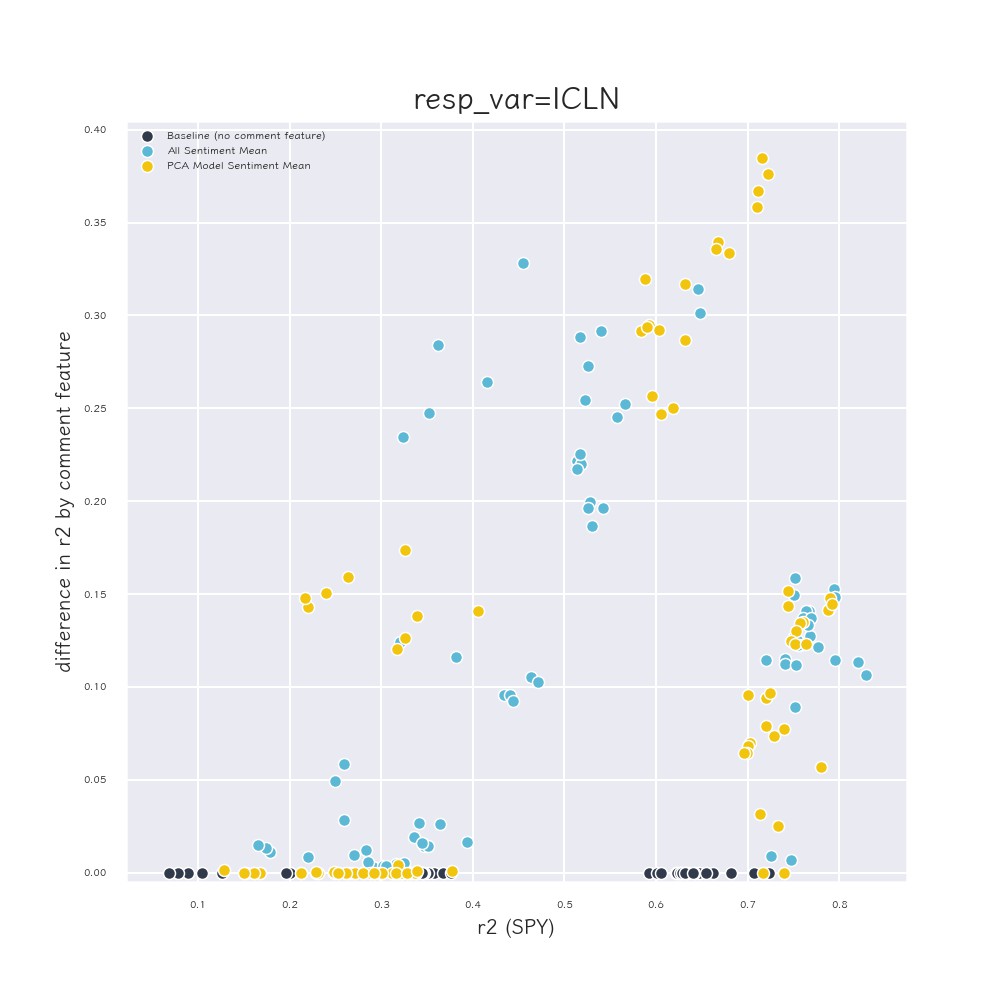 resp_var=ICLN
Baseline (no comment feature)
All Sentiment Mean
PCA Model Sentiment Mean
difference in r2 by comment feature
0.40
0.35
0.30
0.25
0.20
0.15
0.10
0.05
0.00
0.1 0.2 0.3 0.4 0.5 0.6 0.7 0.8
r2 (SPY)